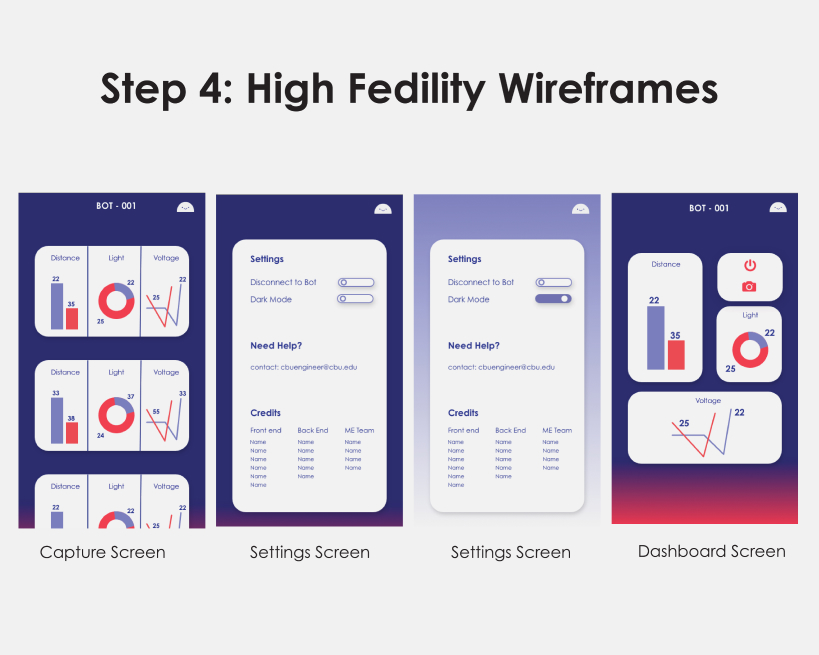 Step 4: High Fedility Wireframes
BOT - 001
Distance Light Voltage
22 35 22 25 22 25
Distance Light Voltage
33 38 37 24 33 55
Distance Light Voltage
22 22 22 25
Capture Screen
Settings
Disconnect to Bot
Dark Mode
Need Help?
contact: cbuengineer@cbu.edu
Credits
Front end Back End ME Team
Name Name Name
Name Name Name
Name Name Name
Name Name Name
Name Name
Name
Settings Screen
Settings
Disconnect to Bot
Dark Mode
Need Help?
contact: cbuengineer@cbu.edu
Credits
Front end Back End ME Team
Name Name Name
Name Name Name
Name Name Name
Name Name Name
Name Name
Name
Settings Screen
BOT - 001
Distance
22
35
Light
22
25
Voltage
25 22
Dashboard Screen